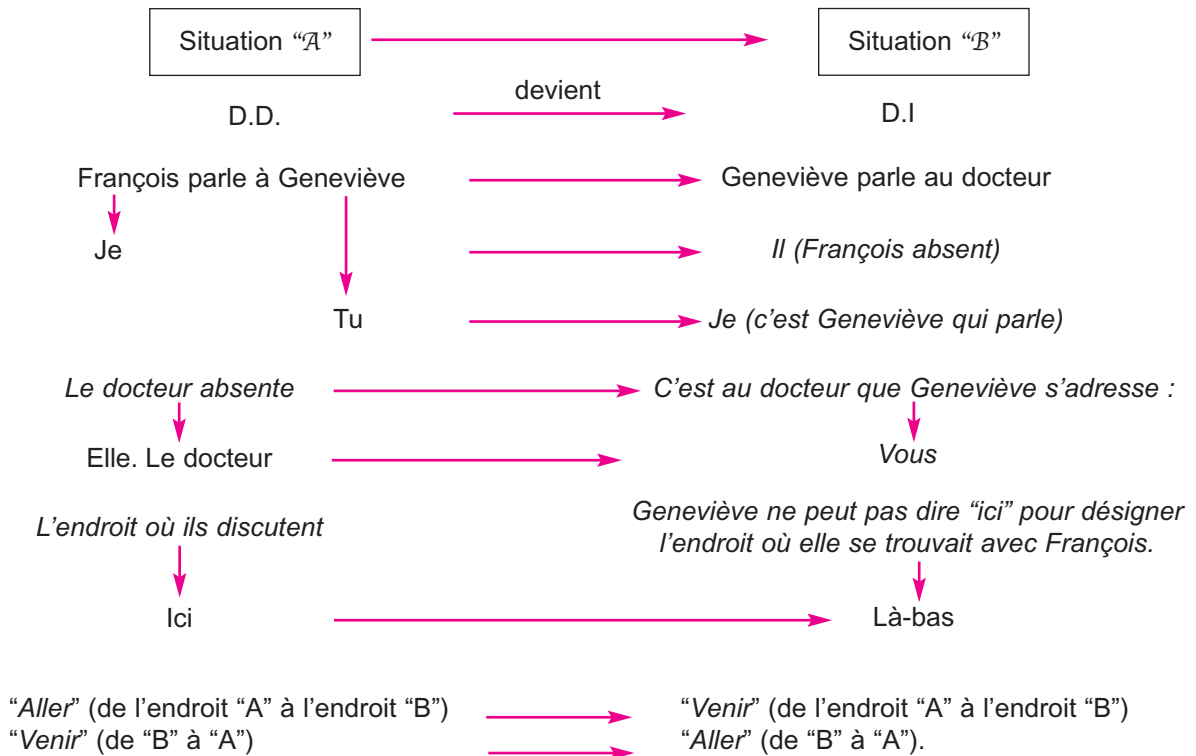 Situation “A” Situation “B”
devient
D.D. D.I
François parle à Geneviève Geneviève parle au docteur
Je Il (François absent)
Tu Je (c’est Geneviève qui parle)
Le docteur absente C’est au docteur que Geneviève s’adresse :
Elle. Le docteur Vous
L’endroit où ils discutent Geneviève ne peut pas dire “ici” pour désigner
l’endroit où elle se trouvait avec François.
Ici Là-bas
“Aller” (de l’endroit “A” à l’endroit “B”) “Venir” (de l’endroit “A” à l’endroit “B”)
“Venir” (de “B” à “A”) “Aller” (de “B” à “A”).